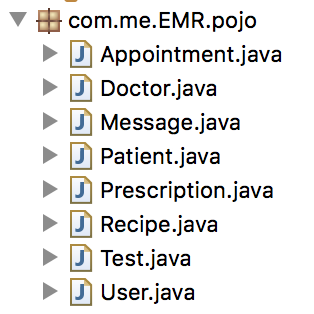 com.me.EMR.pojo
Appointment.java
Doctor.java
Message.java
Patient.java
Prescription.java
Recipe.java
Test.java
User.java